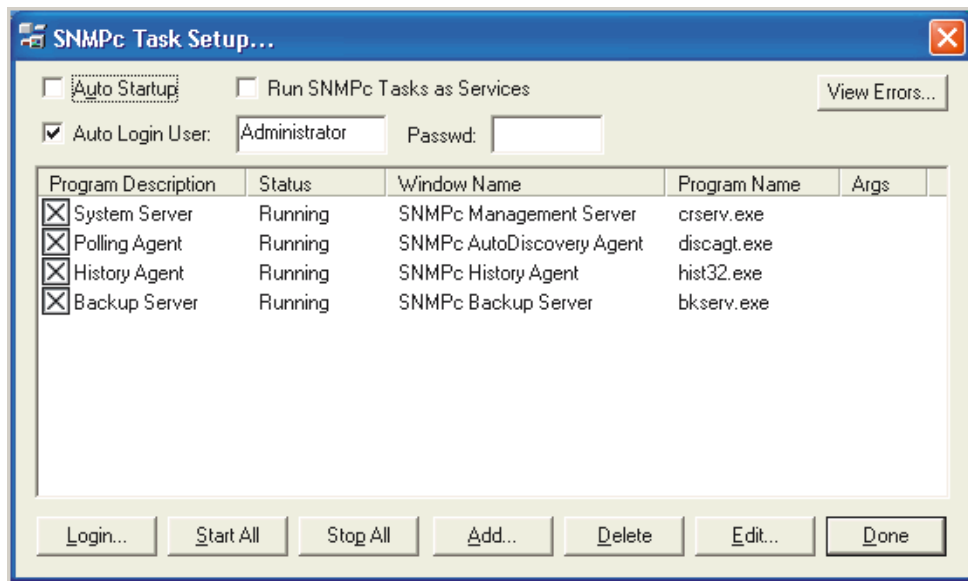 SNMPc Task Setup...
Auto Startup Run SNMPc Tasks as Services View Errors...
Auto Login User: Administrator Passwd:
Program Description Status Window Name Program Name Args
System Server Running SNMPc Management Server crserv.exe
Polling Agent Running SNMPc AutoDiscovery Agent discagt.exe
History Agent Running SNMPc History Agent hist32.exe
Backup Server Running SNMPc Backup Server bkserv.exe
Login... Start All Stop All Add... Delete Edit... Done